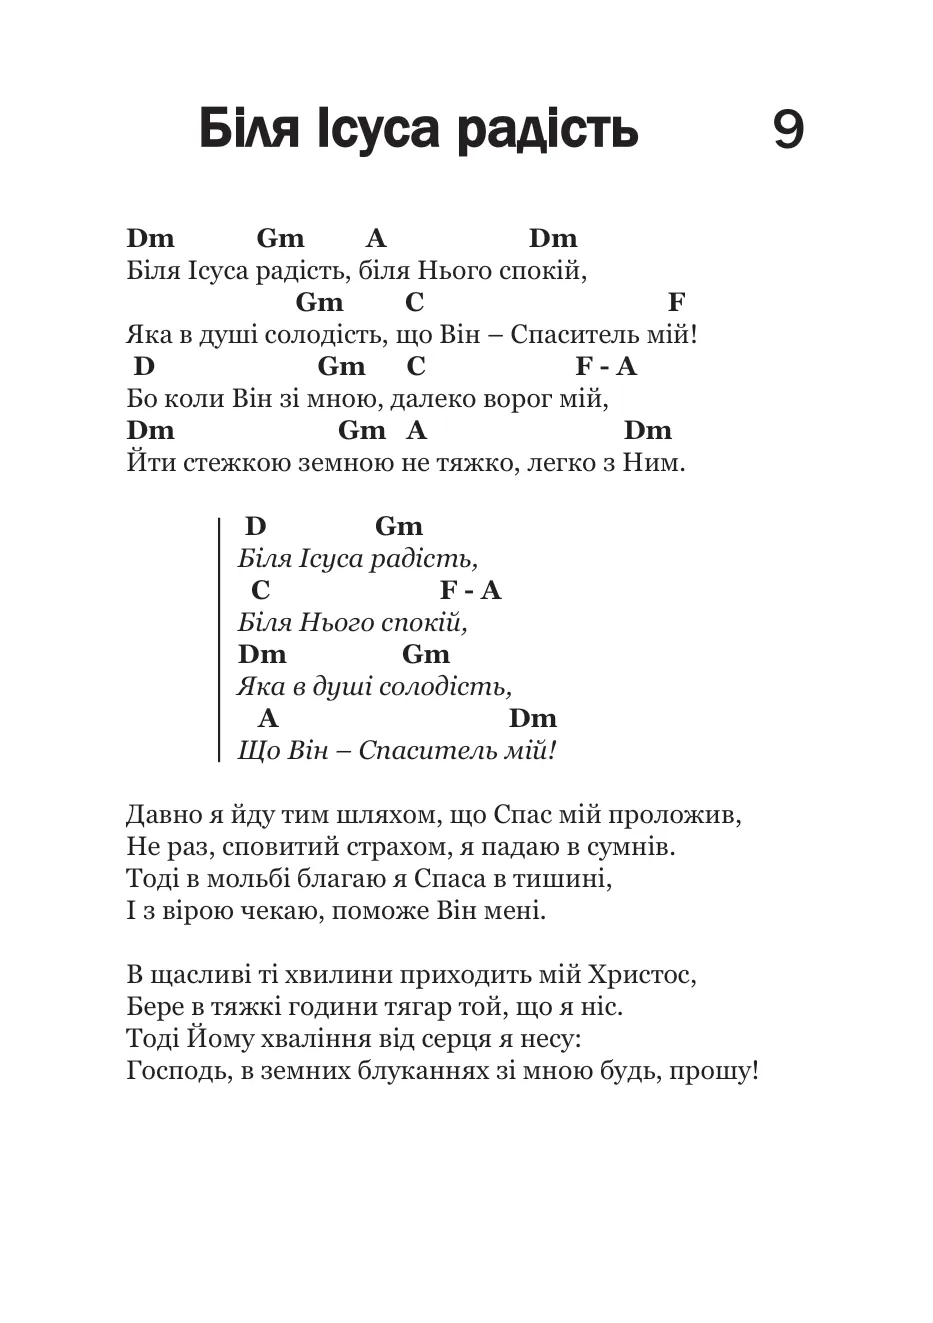 Біля Ісуса радість 9
Dm Gm A Dm
Біля Ісуса радість, біля Нього спокій,
Gm C F
Яка в душі солодість, що Він – Спаситель мій!
D Gm C F - A
Бо коли Він зі мною, далеко ворог мій,
Dm Gm A Dm
Йти стежкою земною не тяжко, легко з Ним.
D Gm
Біля Ісуса радість,
C F - A
Біля Нього спокій,
Dm Gm
Яка в душі солодість,
A Dm
Що Він – Спаситель мій!
Давно я йду тим шляхом, що Спас мій проложив,
Не раз, сповитий страхом, я падаю в сумнів.
Тоді в мольбі благаю я Спаса в тишині,
І з вірою чекаю, поможе Він мені.
В щасливі ті хвилини приходить мій Христос,
Бере в тяжкі години тягар той, що я ніс.
Тоді Йому хваління від серця я несу:
Господь, в земних блуканнях зі мною будь, прошу!